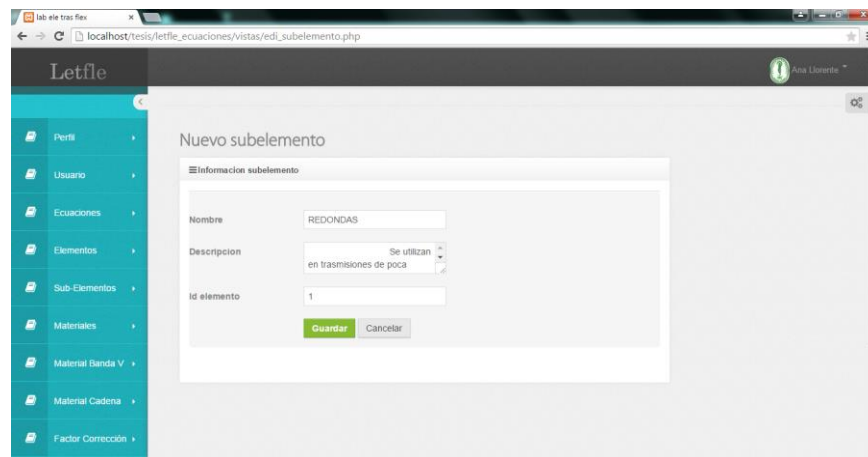 lab ele tras flex
localhost/tesis/letfle_ecuaciones/vistas/edi_subelemento.php
Letfle
Ana Llorente
Perfil
Usuario
Ecuaciones
Elementos
Sub-Elementos
Materiales
Material Banda V
Material Cadena
Factor Corrección
Nuevo subelemento
Informacion subelemento
Nombre
REDONDAS
Descripcion
Se utilizan
en trasmisiones de poca
Id elemento
1
Guardar
Cancelar